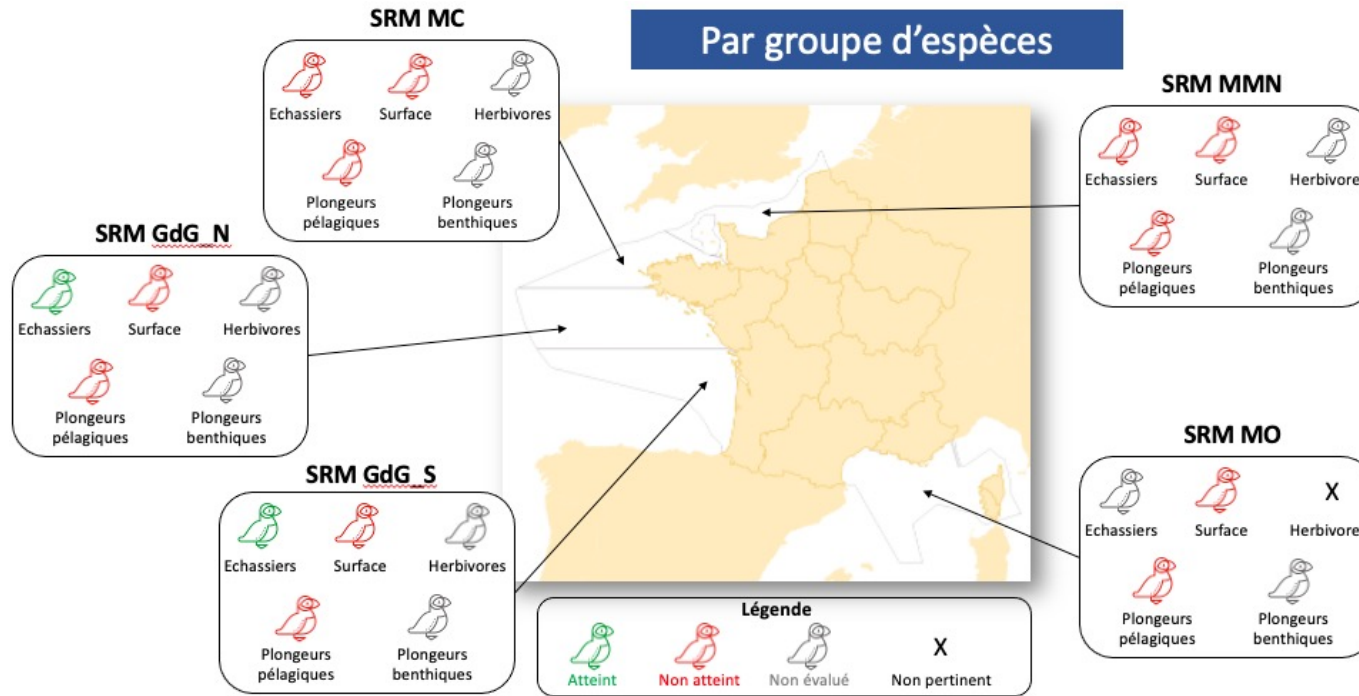 Par groupe d'espèces
SRM MC
Echassiers
Surface
Herbivores
Plongeurs
pélagiques
Plongeurs
benthiques
SRM MMN
Echassiers
Surface
Herbivore
Plongeurs
pélagiques
Plongeurs
benthiques
SRM GdG_N
Echassiers
Surface
Herbivores
Plongeurs
pélagiques
Plongeurs
benthiques
SRM GdG_S
Echassiers
Surface
Herbivores
Plongeurs
pélagiques
Plongeurs
benthiques
SRM MO
Echassiers
Surface
X
Herbivore
Plongeurs
pélagiques
Plongeurs
benthiques
Légende
Atteint
Non atteint
Non évalué
X
Non pertinent